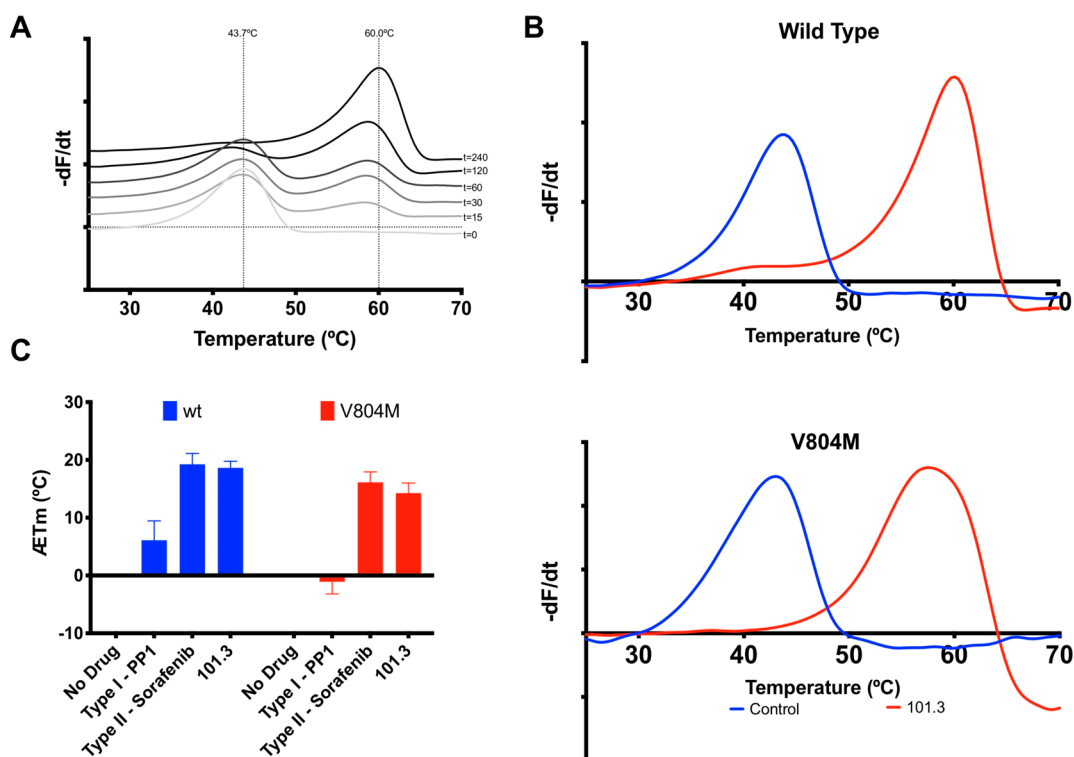 A
43.7ºC
60.0ºC
-dF/dt
t=240
t=120
t=60
t=30
t=15
t=0
30
40
50
60
70
Temperature (ºC)
B
Wild Type
-dF/dt
30
40
50
60
70
Temperature (ºC)
C
wt
V804M
ÆTm (ºC)
30
20
10
0
-10
No Drug
Type I - PP1
Type II - Sorafenib
101.3
No Drug
Type I - PP1
Type II - Sorafenib
101.3
V804M
-dF/dt
30
40
50
60
70
Temperature (ºC)
Control
101.3